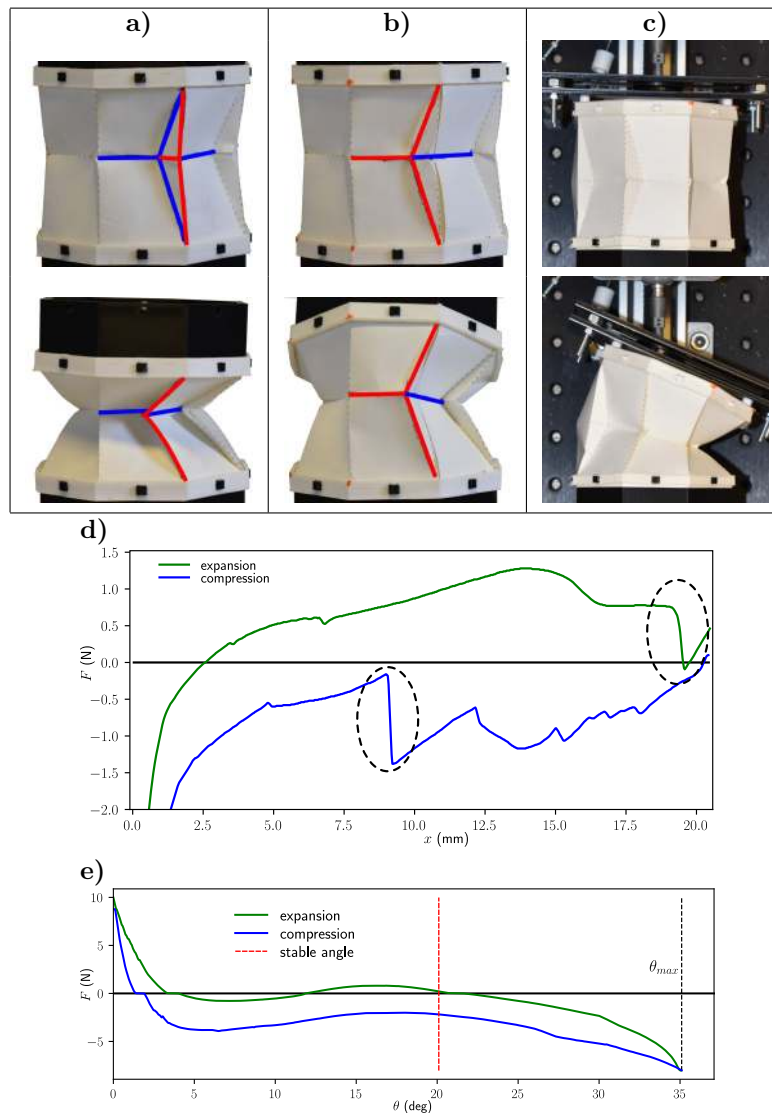 a)
b)
c)
d)
expansion
compression
F (N)
1.5
1.0
0.5
0.0
−0.5
−1.0
−1.5
−2.0
0.0 2.5 5.0 7.5 10.0 12.5 15.0 17.5 20.0
x (mm)
e)
expansion
compression
stable angle
θmax
F (N)
10
5
0
−5
0 5 10 15 20 25 30 35
θ (deg)